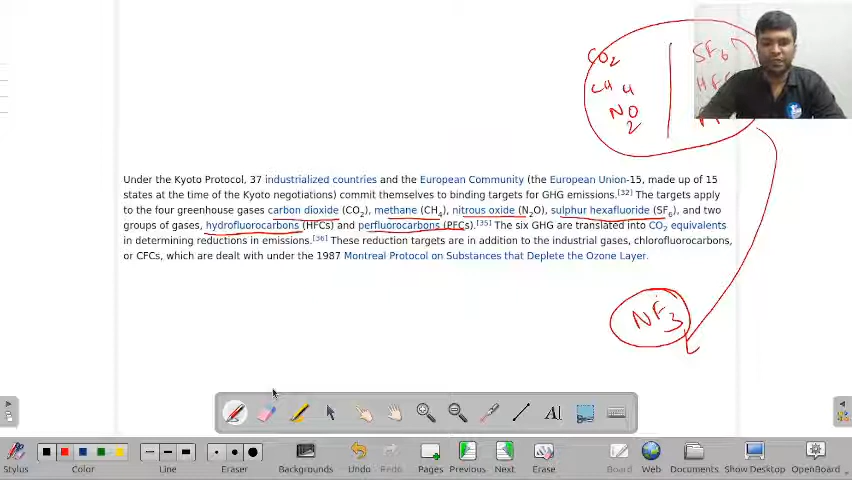 CO2
SF6
CH4
HFC
NO2
Under the Kyoto Protocol, 37 industrialized countries and the European Community (the European Union-15, made up of 15
states at the time of the Kyoto negotiations) commit themselves to binding targets for GHG emissions.[32] The targets apply
to the four greenhouse gases carbon dioxide (CO2), methane (CH4), nitrous oxide (N2O), sulphur hexafluoride (SF6), and two
groups of gases, hydrofluorocarbons (HFCs) and perfluorocarbons (PFCs).[35] The six GHG are translated into CO2 equivalents
in determining reductions in emissions.[36] These reduction targets are in addition to the industrial gases, chlorofluorocarbons,
or CFCs, which are dealt with under the 1987 Montreal Protocol on Substances that Deplete the Ozone Layer.
NF3
Stylus Color Line Eraser Backgrounds Undo Redo Pages Previous Next Erase Board Web Documents Show Desktop OpenBoard